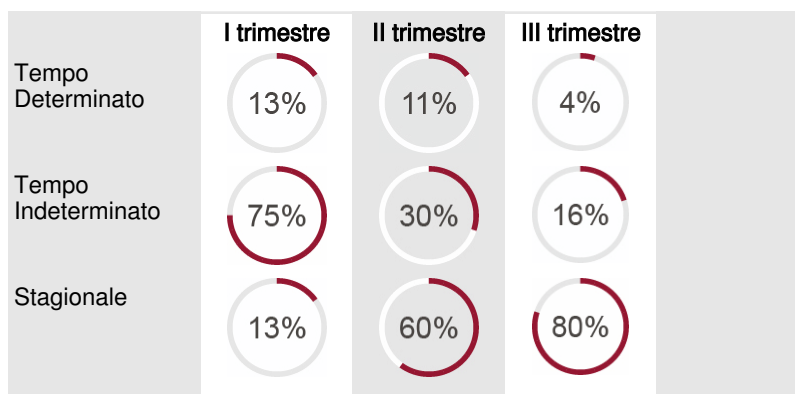 I trimestre II trimestre III trimestre
Tempo
Determinato
13% 11% 4%
Tempo
Indeterminato
75% 30% 16%
Stagionale
13% 60% 80%